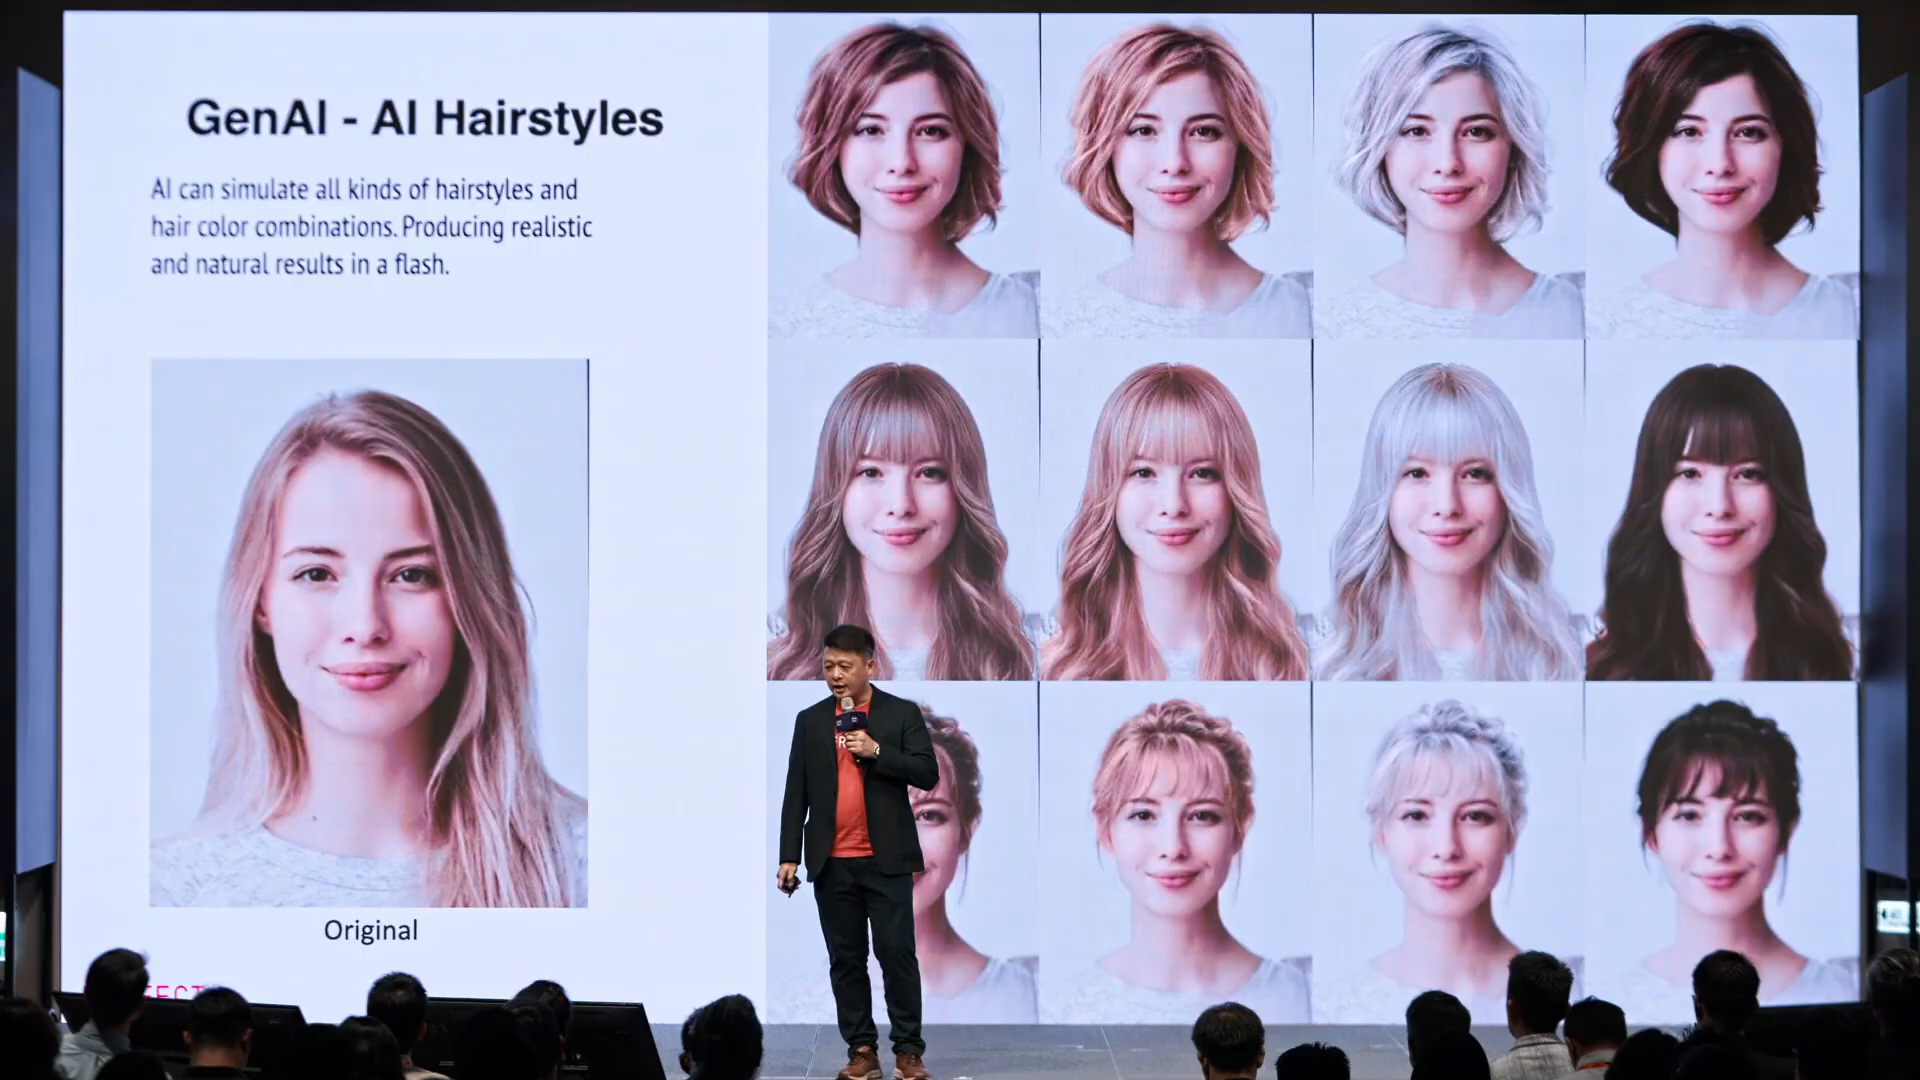 GenAI - AI Hairstyles
AI can simulate all kinds of hairstyles and
hair color combinations. Producing realistic
and natural results in a flash.
Original